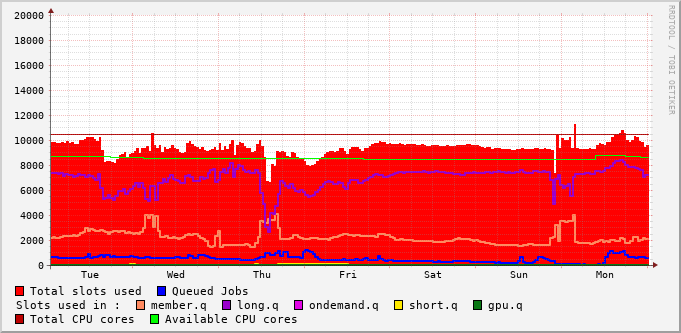 RRDTOOL / TOBI OETIKER
20000
18000
16000
14000
12000
10000
8000
6000
4000
2000
0
Tue Wed Thu Fri Sat Sun Mon
Total slots used Queued Jobs
Slots used in : member.q long.q ondemand.q short.q gpu.q
Total CPU cores Available CPU cores